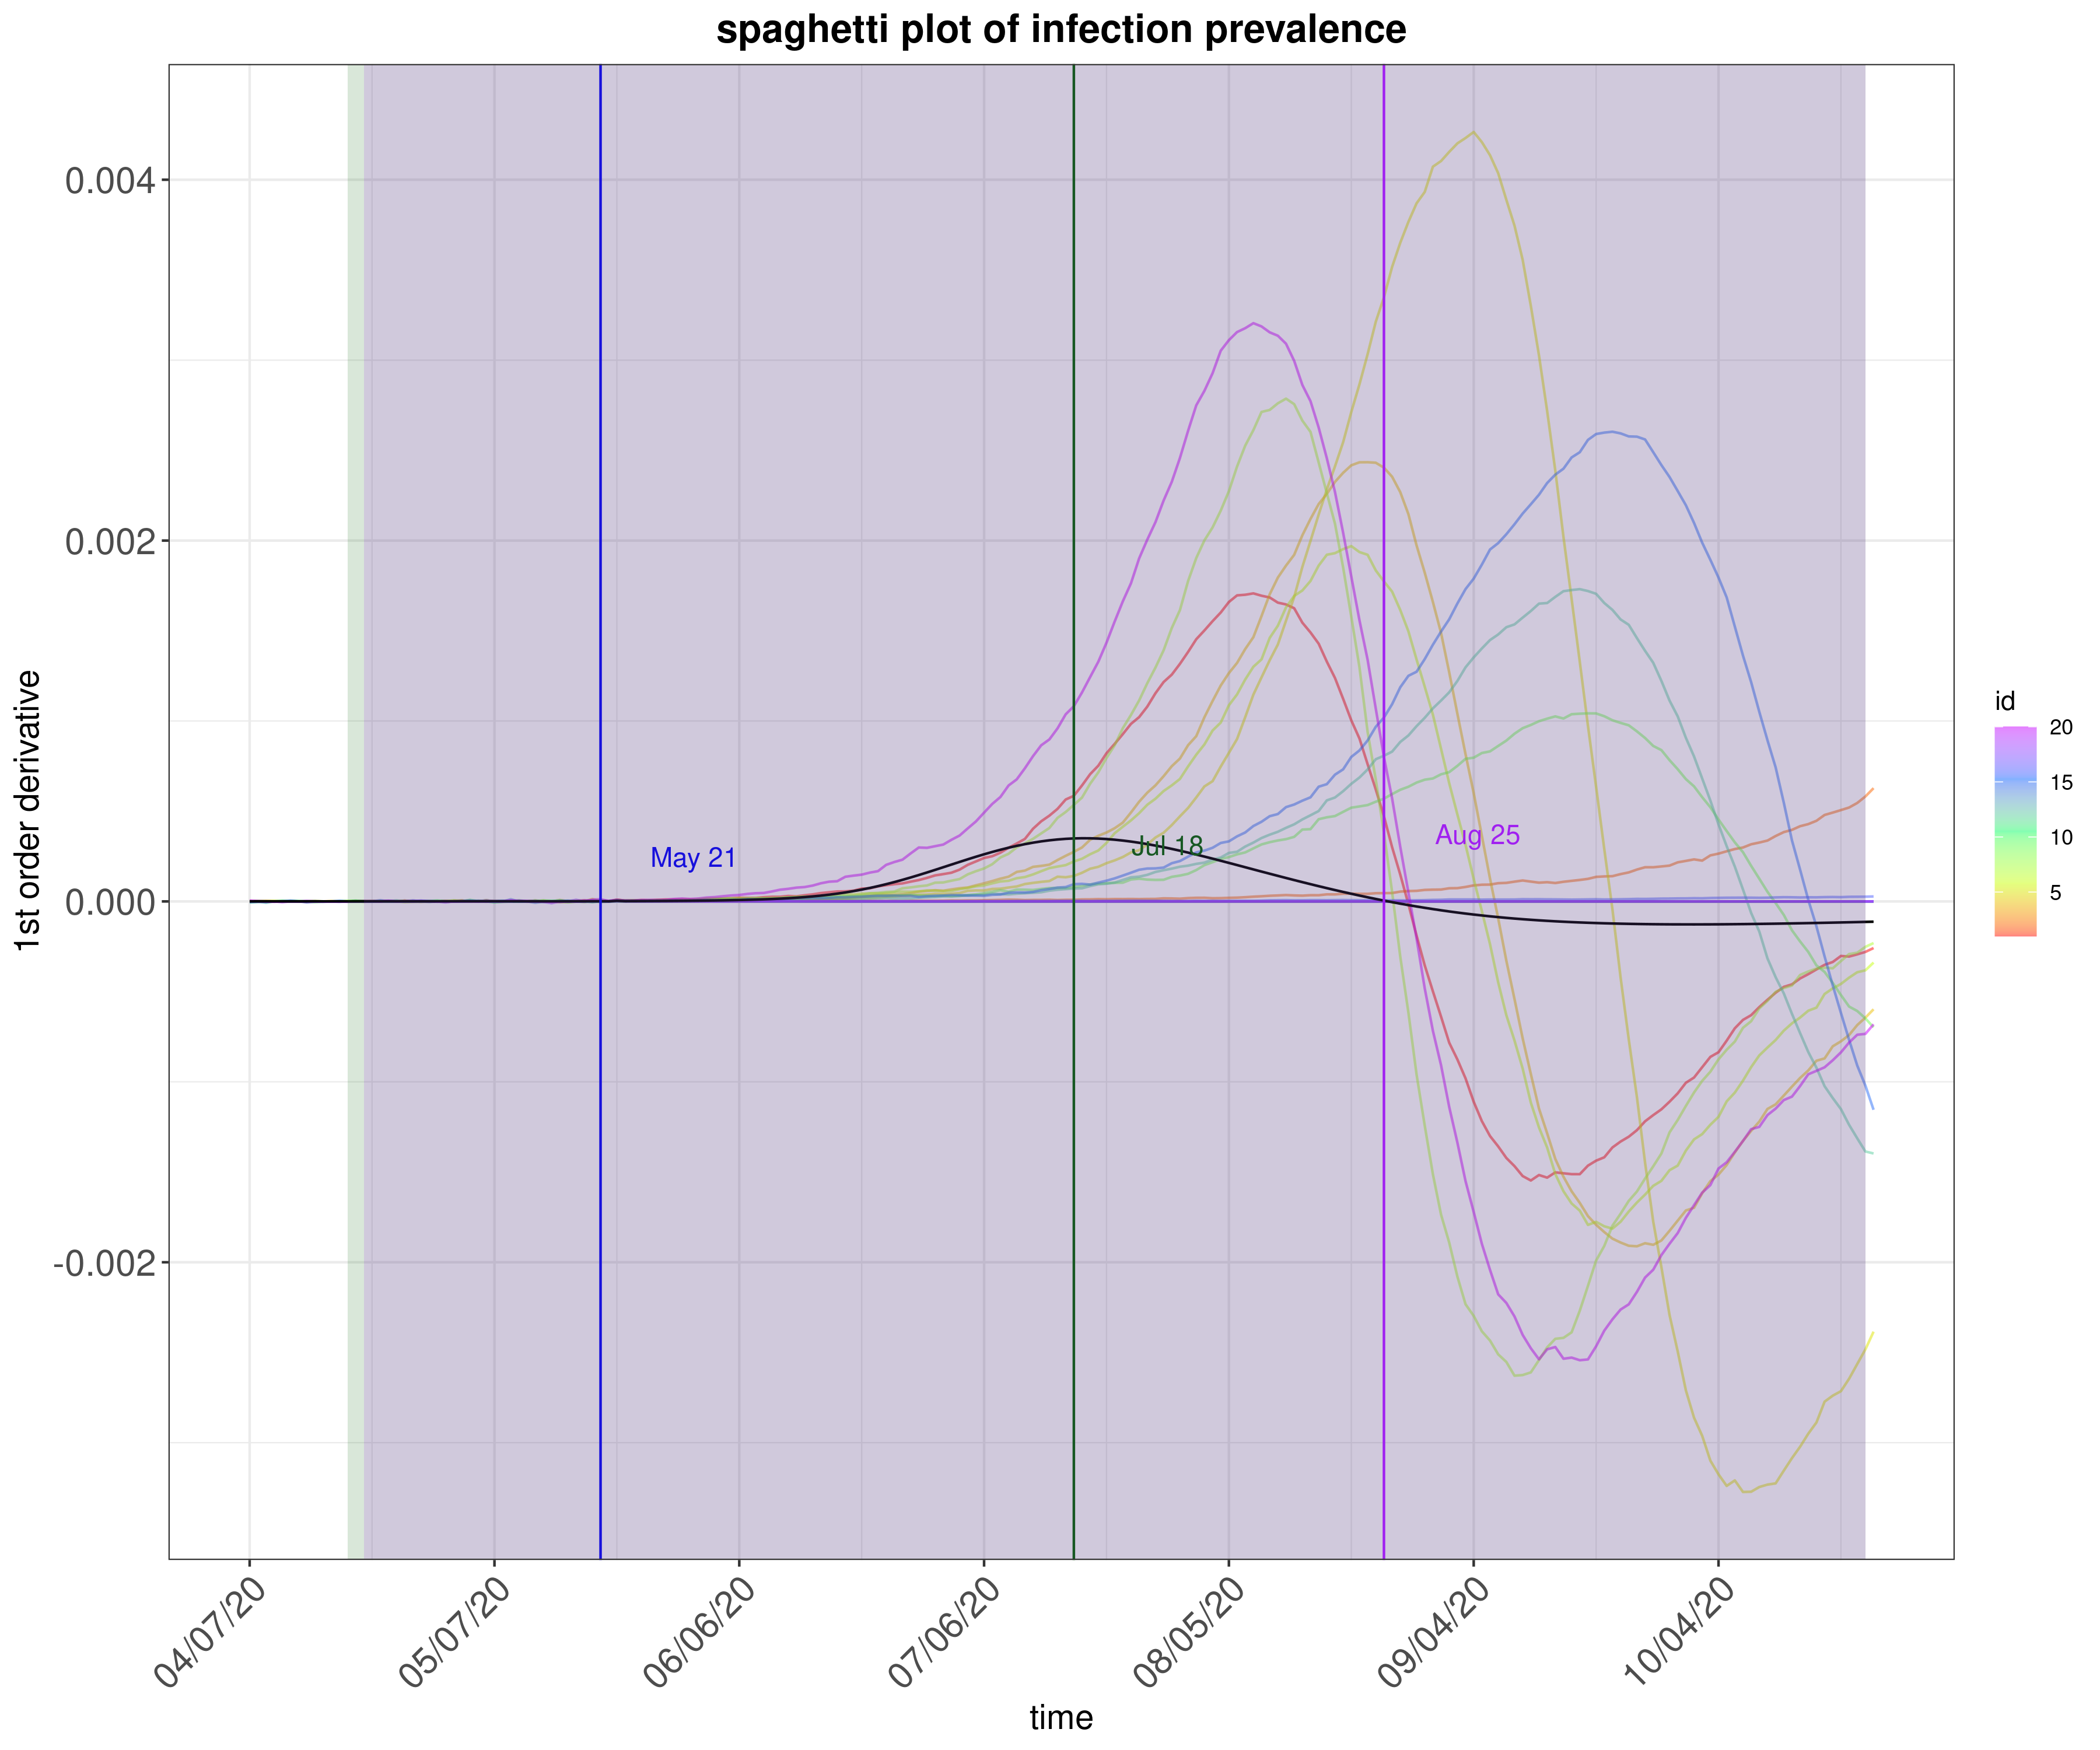 spaghetti plot of infection prevalence
1st order derivative
0.004
0.002
0.000
-0.002
May 21
Jul 18
Aug 25
04/07/20
05/07/20
06/06/20
07/06/20
08/05/20
09/04/20
10/04/20
time
id
20
15
10
5